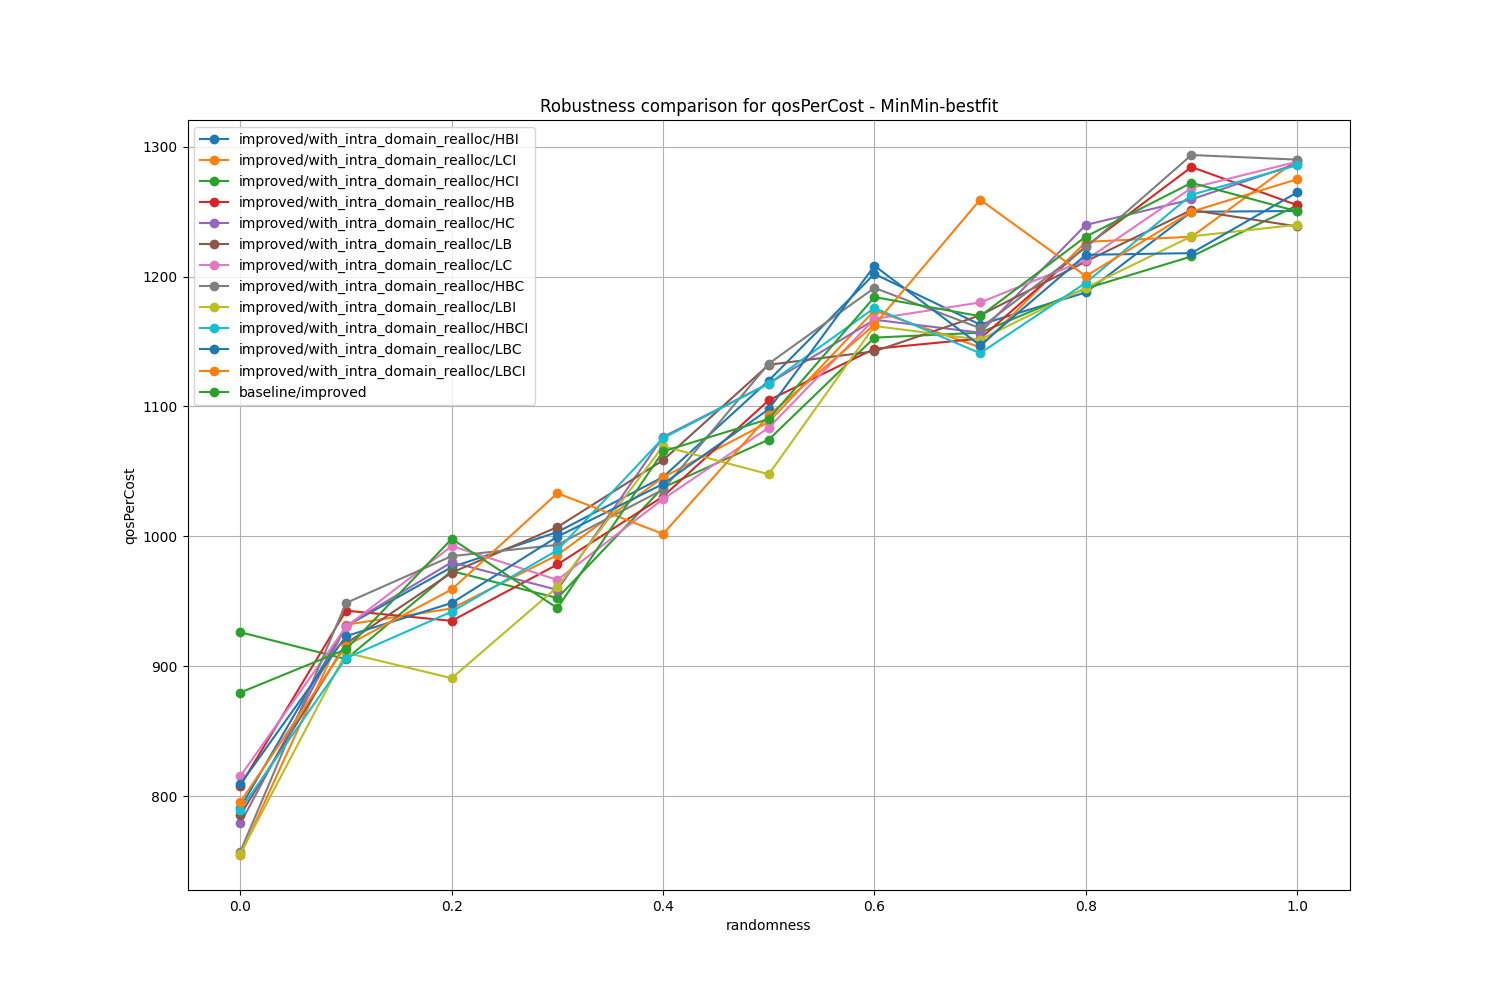 Robustness comparison for qosPerCost - MinMin-bestfit
improved/with_intra_domain_realloc/HBI
improved/with_intra_domain_realloc/LCI
improved/with_intra_domain_realloc/HCI
improved/with_intra_domain_realloc/HB
improved/with_intra_domain_realloc/HC
improved/with_intra_domain_realloc/LB
improved/with_intra_domain_realloc/LC
improved/with_intra_domain_realloc/HBC
improved/with_intra_domain_realloc/LBI
improved/with_intra_domain_realloc/HBCI
improved/with_intra_domain_realloc/LBC
improved/with_intra_domain_realloc/LBCI
baseline/improved
1300
1200
1100
1000
900
800
qosPerCost
0.0 0.2 0.4 0.6 0.8 1.0
randomness